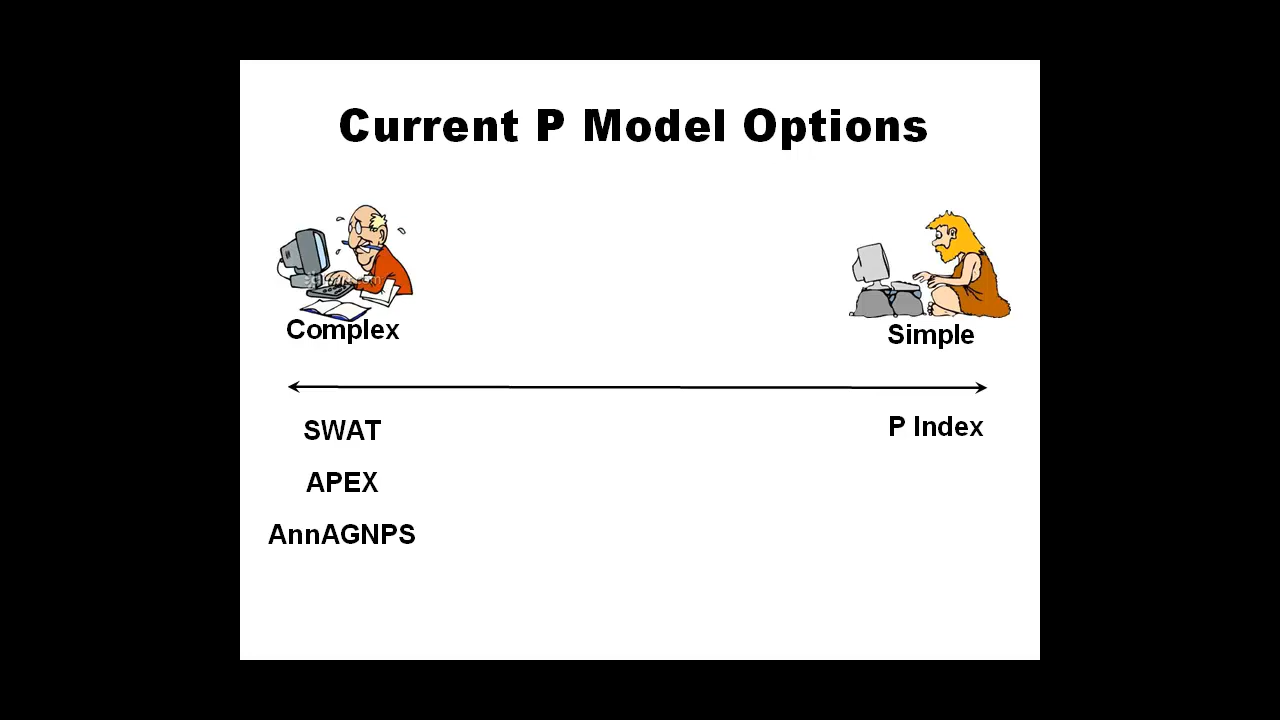 Current P Model Options
Complex
Simple
SWAT
P Index
APEX
AnnAGNPS